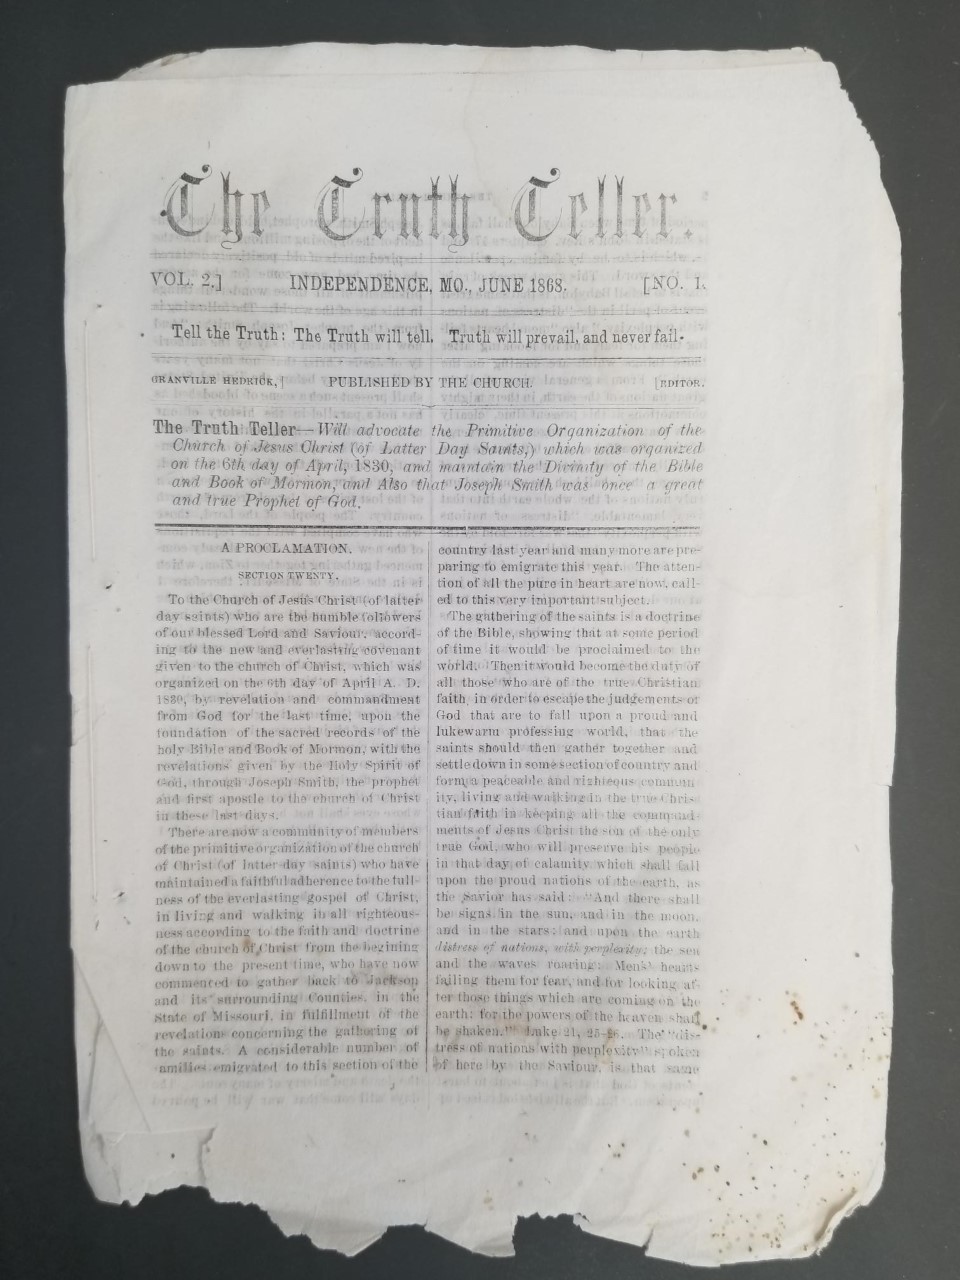 The Truth Teller.
VOL. 2.] INDEPENDENCE, MO., JUNE 1868. [NO. 1.
Tell the Truth: The Truth will tell, Truth will prevail, and never fail.
GRANVILLE HEDRICK,] PUBLISHED BY THE CHURCH. [EDITOR.
The Truth Teller—Will advocate the Primitive Organization of the
Church of Jesus Christ (of Latter Day Saints,) which was organized
on the 6th day of April, 1830, and maintain the Divinity of the Bible
and Book of Mormon, and Also that Joseph Smith was once a great
and true Prophet of God.
A PROCLAMATION.
SECTION TWENTY.
To the Church of Jesus Christ (of latter
day saints) who are the humble followers
of our blessed Lord and Saviour, accord-
ing to the new and everlasting covenant
given to the church of Christ, which was
organized on the 6th day of April A. D.
1830, by revelation and commandment
from God for the last time, upon the
foundation of the sacred records of the
holy Bible and Book of Mormon, with the
revelations given by the Holy Spirit of
God, through Joseph Smith, the prophet
and first apostle to the church of Christ
in these last days.
There are now a community of members
of the primitive organization of the church
of Christ (of latter day saints) who have
maintained a faithful adherence to the full-
ness of the everlasting gospel of Christ,
in living and walking in all righteous-
ness according to the faith and doctrine
of the church of Christ from the begining
down to the present time, who have now
commenced to gather back to Jackson
and its surrounding Counties, in the
State of Missouri, in fulfillment of the
revelations concerning the gathering of
the saints. A considerable number of
amilies emigrated to this section of the
country last year and many more are pre-
paring to emigrate this year. The atten-
tion of all the pure in heart are now, call-
ed to this very important subject.
The gathering of the saints is a doctrine
of the Bible, showing that at some period
of time it would be proclaimed to the
world. Then it would become the duty of
all those who are of the true Christian
faith, in order to escape the judgements of
God that are to fall upon a proud and
lukewarm professing world, that the
saints should then gather together and
settle down in some section of country and
form a peaceable and righteous commun
ity, living and walking in the true Chris-
tian faith in keeping all the command-
ments of Jesus Christ the son of the only
true God, who will preserve his people
in that day of calamity which shall fall
upon the proud nations of the earth, as
the Savior has said: "And there shall
be signs in the sun, and in the moon,
and in the stars; and upon the earth
distress of nations, with perplexity; the sea
and the waves roaring; Mens' hearts
failing them for fear, and for looking af-
ter those things which are coming on the
earth: for the powers of the heaven shall
be shaken." Luke 21, 25-26. The "dis-
tress of nations with perplexity" spoken
of here by the Saviour, is that same